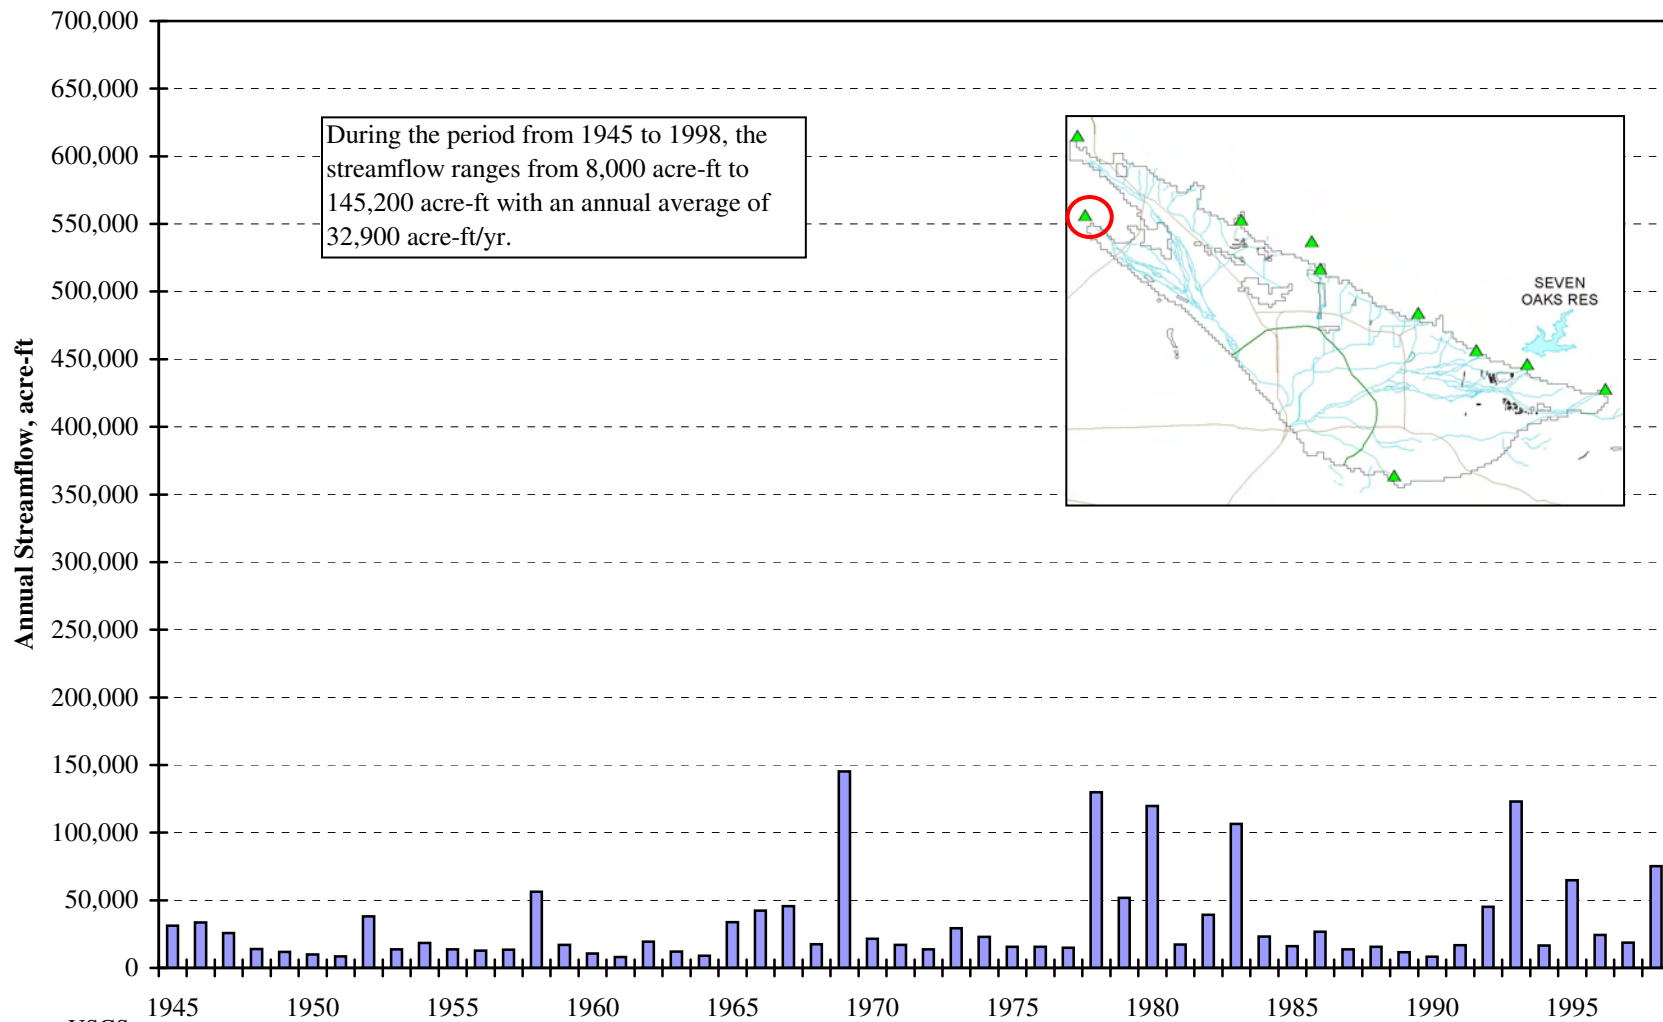 700,000
650,000
600,000
550,000
500,000
450,000
400,000
350,000
300,000
250,000
200,000
150,000
100,000
50,000
0
Annual Streamflow, acre-ft
During the period from 1945 to 1998, the
streamflow ranges from 8,000 acre-ft to
145,200 acre-ft with an annual average of
32,900 acre-ft/yr.
SEVEN
OAKS RES
1945 1950 1955 1960 1965 1970 1975 1980 1985 1990 1995
USGS